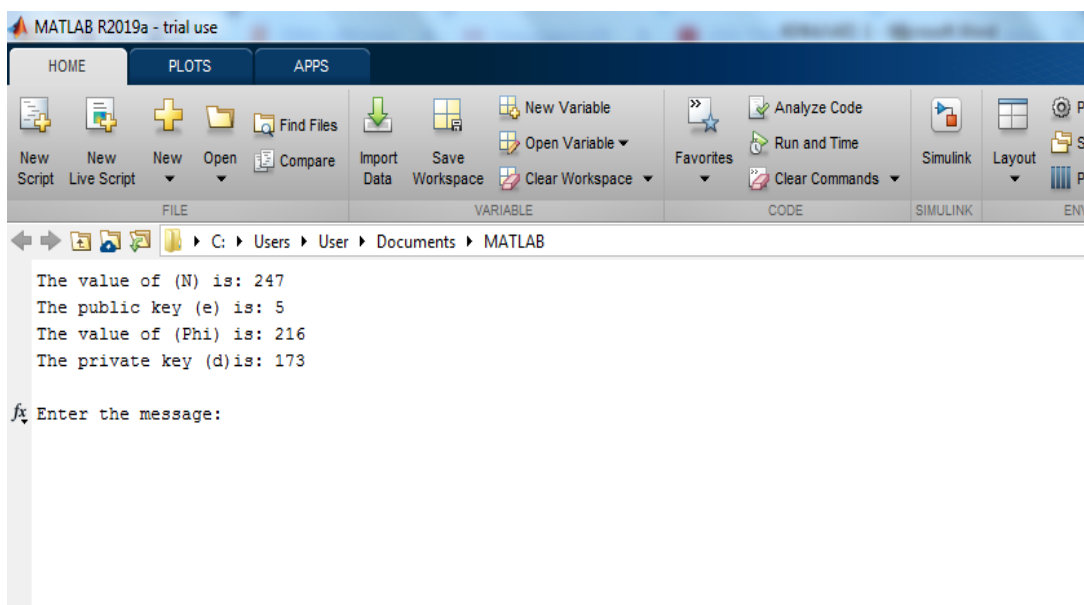 MATLAB R2019a - trial use
HOME PLOTS APPS
New Script
New Live Script
New
Open
Find Files
Compare
Import Data
Save Workspace
New Variable
Open Variable
Clear Workspace
Favorites
Analyze Code
Run and Time
Clear Commands
Simulink
Layout
P
S
P
FILE VARIABLE CODE SIMULINK ENV
C: Users User Documents MATLAB
The value of (N) is: 247
The public key (e) is: 5
The value of (Phi) is: 216
The private key (d)is: 173
fx Enter the message: